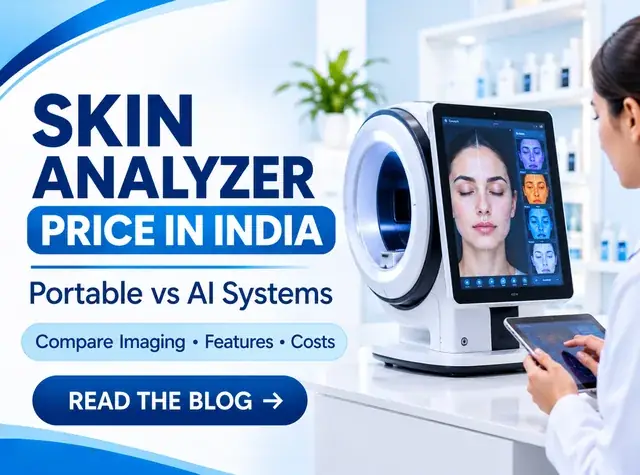 SKIN
ANALYZER
PRICE IN INDIA
Portable vs AI Systems
Compare Imaging • Features • Costs
READ THE BLOG →